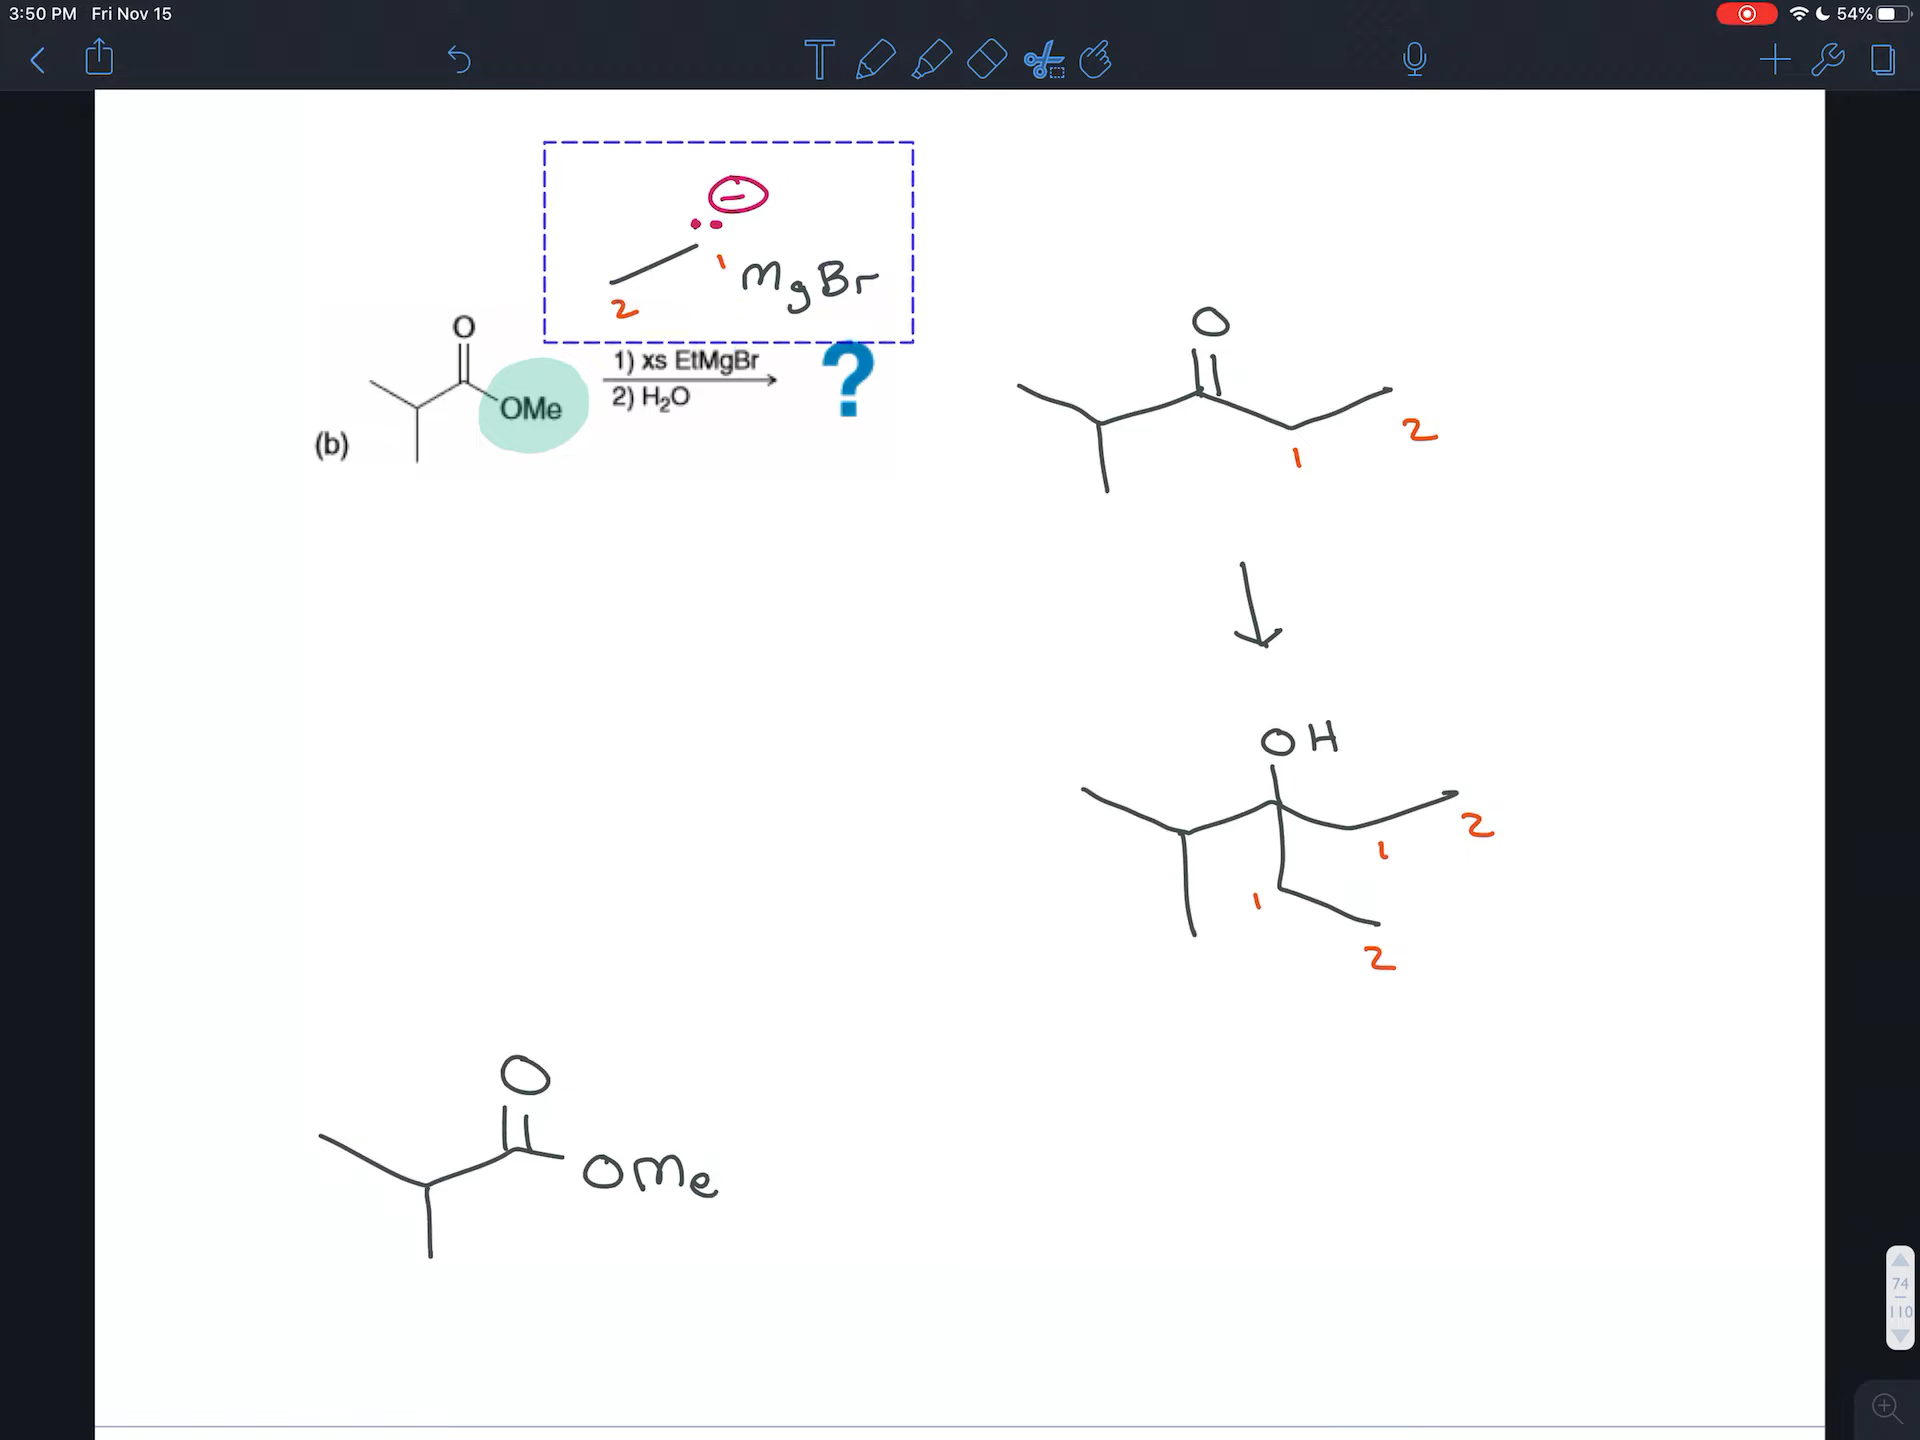 3:50 PM Fri Nov 15
54%
T
−
1
MgBr
2
O
1) xs EtMgBr
OMe
2) H₂O
?
(b)
O
2
1
OH
2
1
1
2
O
OMe
74
110